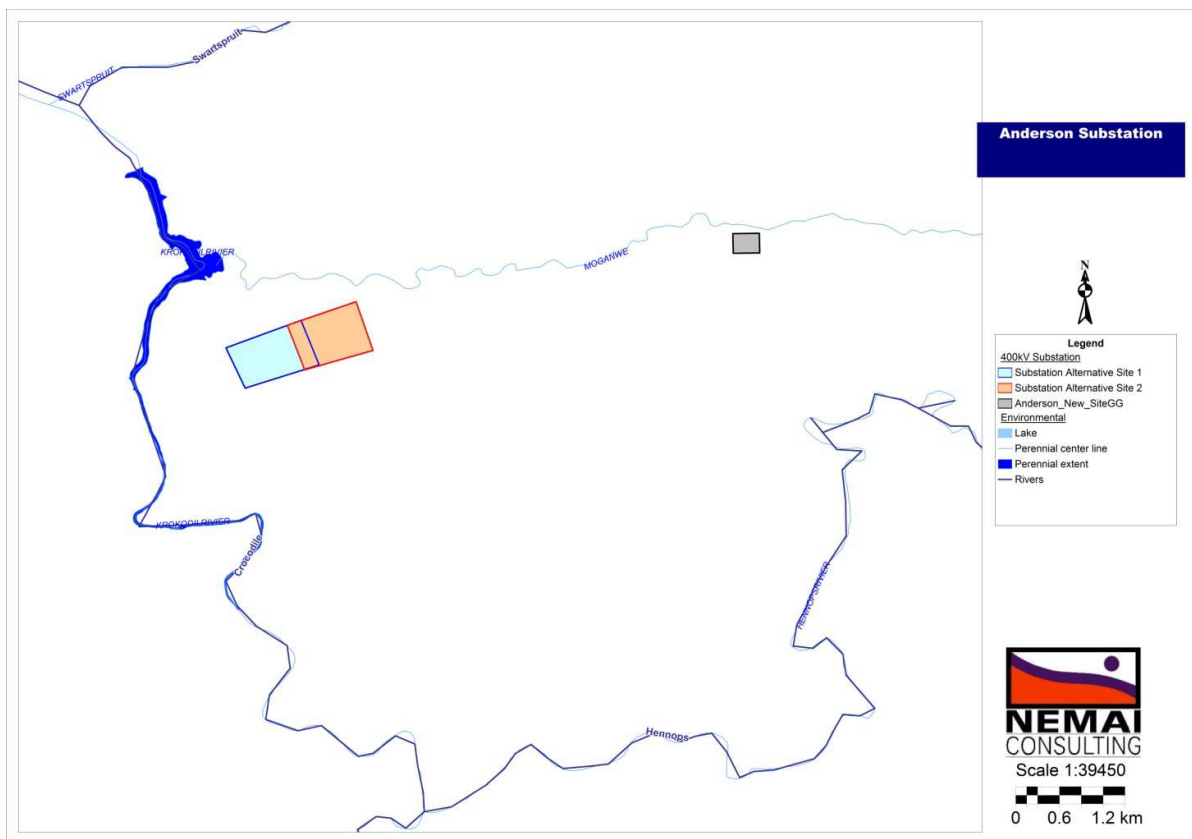 Swartspruit
SWARTSPRUIT
Anderson Substation
KROKODILRIVIER
MOGANWE
N
Legend
400kV Substation
Substation Alternative Site 1
Substation Alternative Site 2
Anderson_New_SiteGG
Environmental
Lake
Perennial center line
Perennial extent
Rivers
KROKODILRIVIER
Crocodile
HENNOPSRIVIER
Hennops
NEMAI
CONSULTING
Scale 1:39450
0 0.6 1.2 km